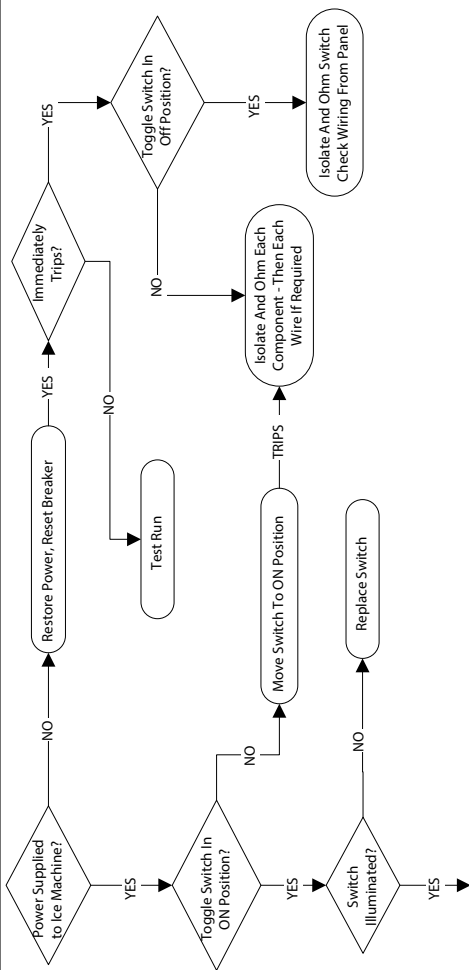 Power Supplied
to Ice Machine?
NO
Restore Power, Reset Breaker
YES
Immediately
Trips?
YES
Toggle Switch In
Off Position?
YES
Isolate And Ohm Switch
Check Wiring From Panel
NO
Test Run
NO
Isolate And Ohm Each
Component - Then Each
Wire If Required
YES
Toggle Switch In
ON Position?
NO
Move Switch To ON Position
TRIPS
YES
Switch
Illuminated?
NO
Replace Switch
YES